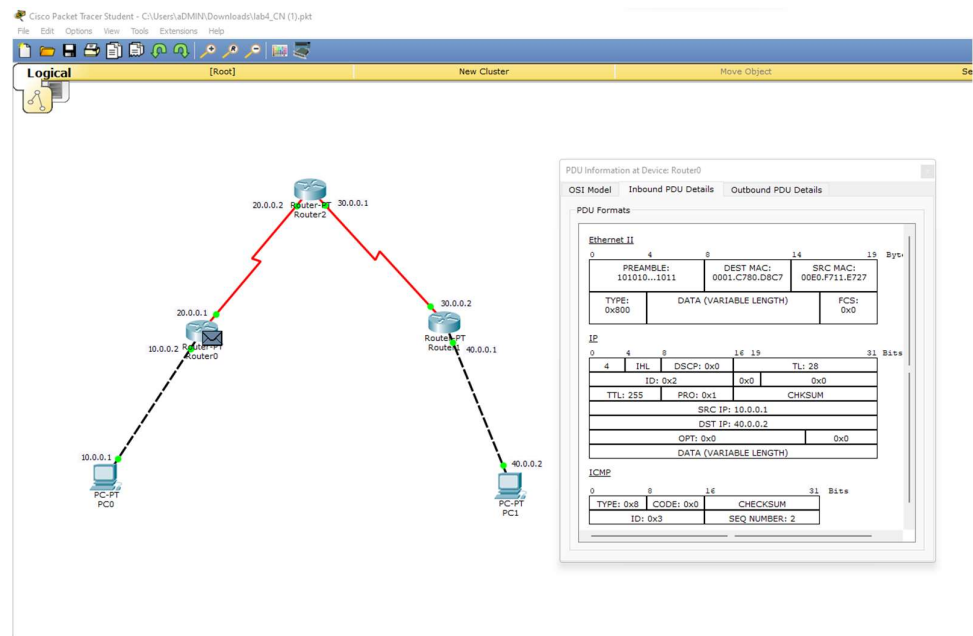 Cisco Packet Tracer Student - C:\Users\aDMIN\Downloads\lab4_CN (1).pkt
File Edit Options View Tools Extensions Help
Logical [Root] New Cluster Move Object Se
20.0.0.2 Router-PT 30.0.0.1
Router2
20.0.0.1
10.0.0.2 Router-PT
Router0
30.0.0.2
Router-PT
Router1 40.0.0.1
10.0.0.1
PC-PT
PC0
40.0.0.2
PC-PT
PC1
PDU Information at Device: Router0
OSI Model Inbound PDU Details Outbound PDU Details
PDU Formats
Ethernet II
0 4 8 14 19 Byt
PREAMBLE: DEST MAC: SRC MAC:
101010...1011 0001.C780.D8C7 00E0.F711.E727
TYPE: DATA (VARIABLE LENGTH) FCS:
0x800 0x0
IP
0 4 8 16 19 31 Bits
4 IHL DSCP: 0x0 TL: 28
ID: 0x2 0x0 0x0
TTL: 255 PRO: 0x1 CHKSUM
SRC IP: 10.0.0.1
DST IP: 40.0.0.2
OPT: 0x0 0x0
DATA (VARIABLE LENGTH)
ICMP
0 8 16 31 Bits
TYPE: 0x8 CODE: 0x0 CHECKSUM
ID: 0x3 SEQ NUMBER: 2